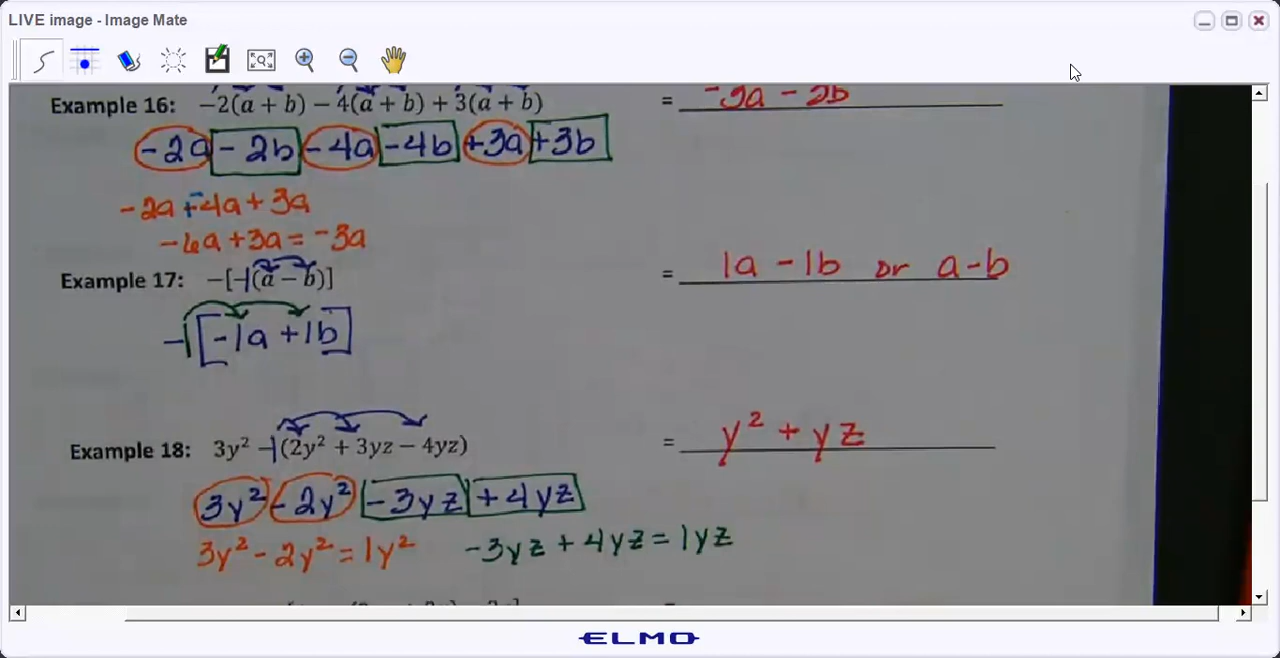 LIVE image - Image Mate
Example 16: −2(a + b) − 4(a + b) + 3(a + b) = -3a - 2b
-2a - 2b -4a -4b +3a +3b
-2a + -4a + 3a
-6a + 3a = -3a
Example 17: −[-1(a − b)] = 1a - 1b or a-b
-1[-1a + 1b]
Example 18: 3y² -1(2y² + 3yz − 4yz) = y² + yz
3y² - 2y² - 3yz + 4yz
3y² - 2y² = 1y² -3yz + 4yz = 1yz
ELMO